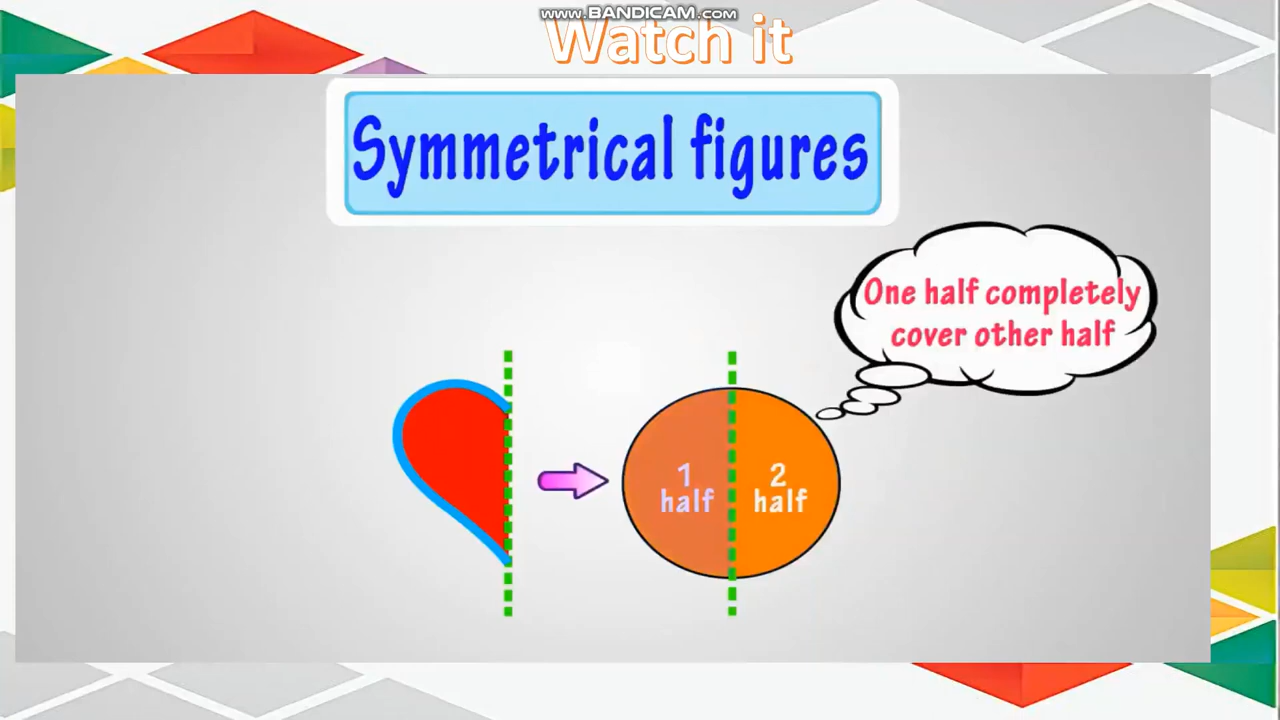 www.BANDICAM.com
Watch it
Symmetrical figures
One half completely
cover other half
1
half
2
half